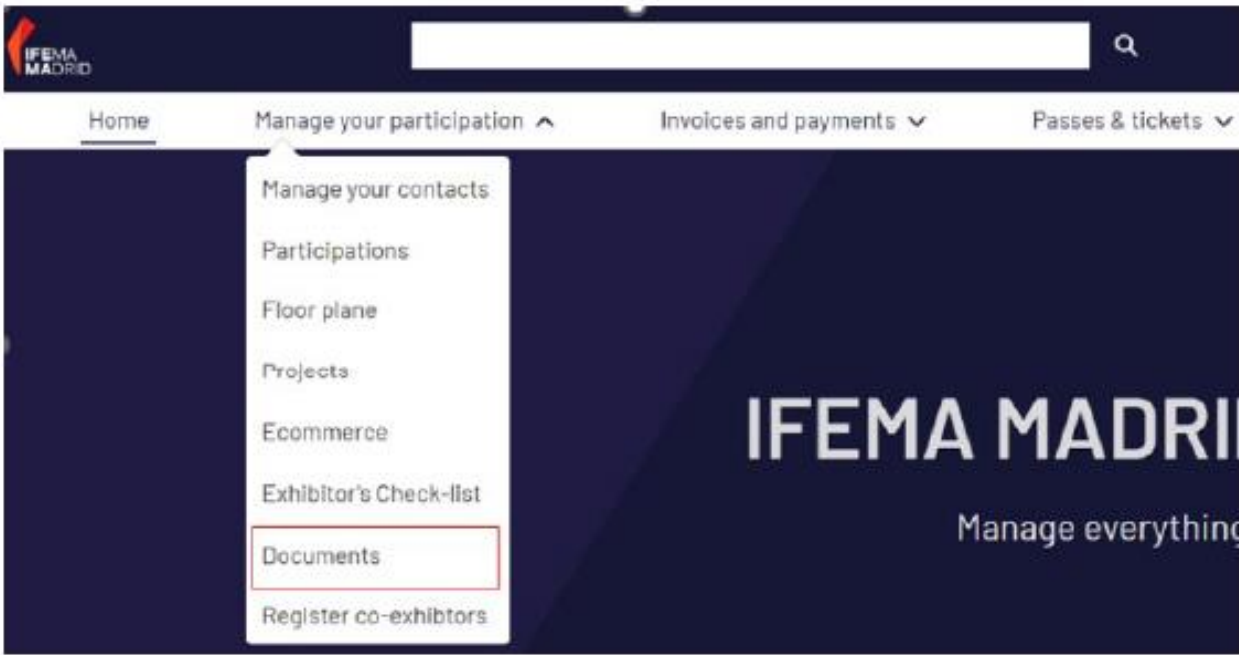 IFEMA
MADRID
Home Manage your participation Invoices and payments Passes & tickets
Manage your contacts
Participations
Floor plane
Projects
Ecommerce
Exhibitor's Check-list
Documents
Register co-exhibtors
IFEMA MADRI
Manage everything